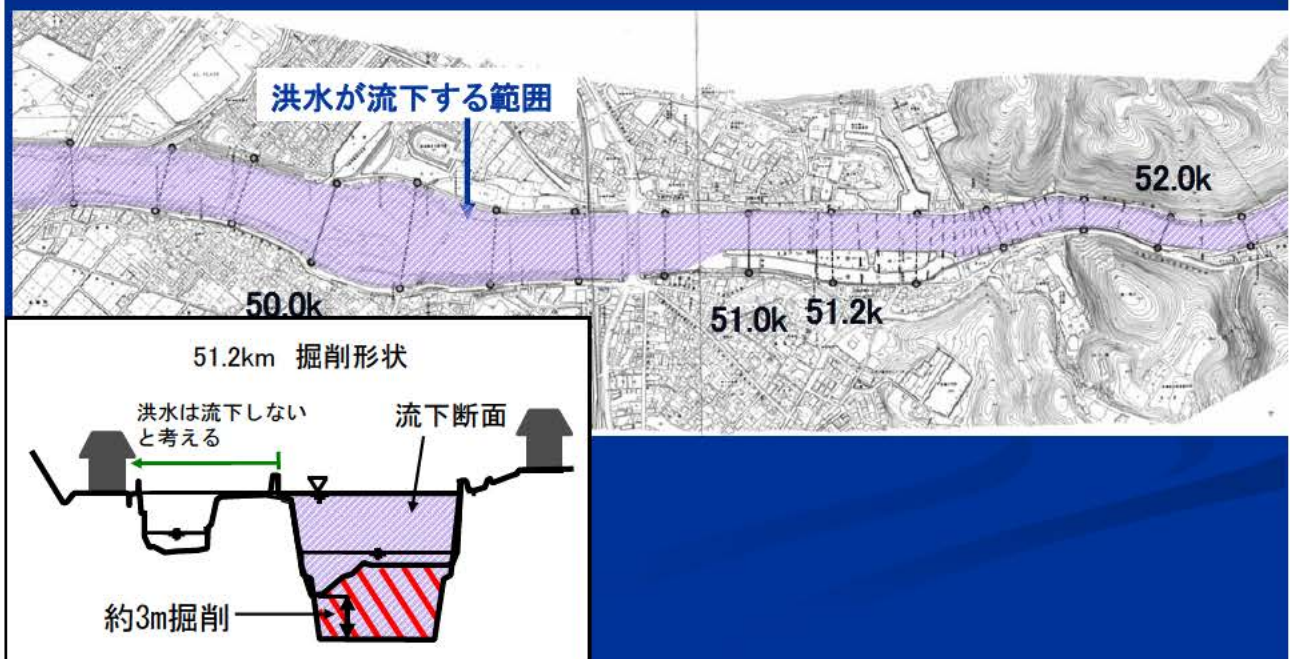 洪水が流下する範囲
52.0k
50.0k
51.0k
51.2k
51.2km 掘削形状
洪水は流下しない
と考える
流下断面
約3m掘削